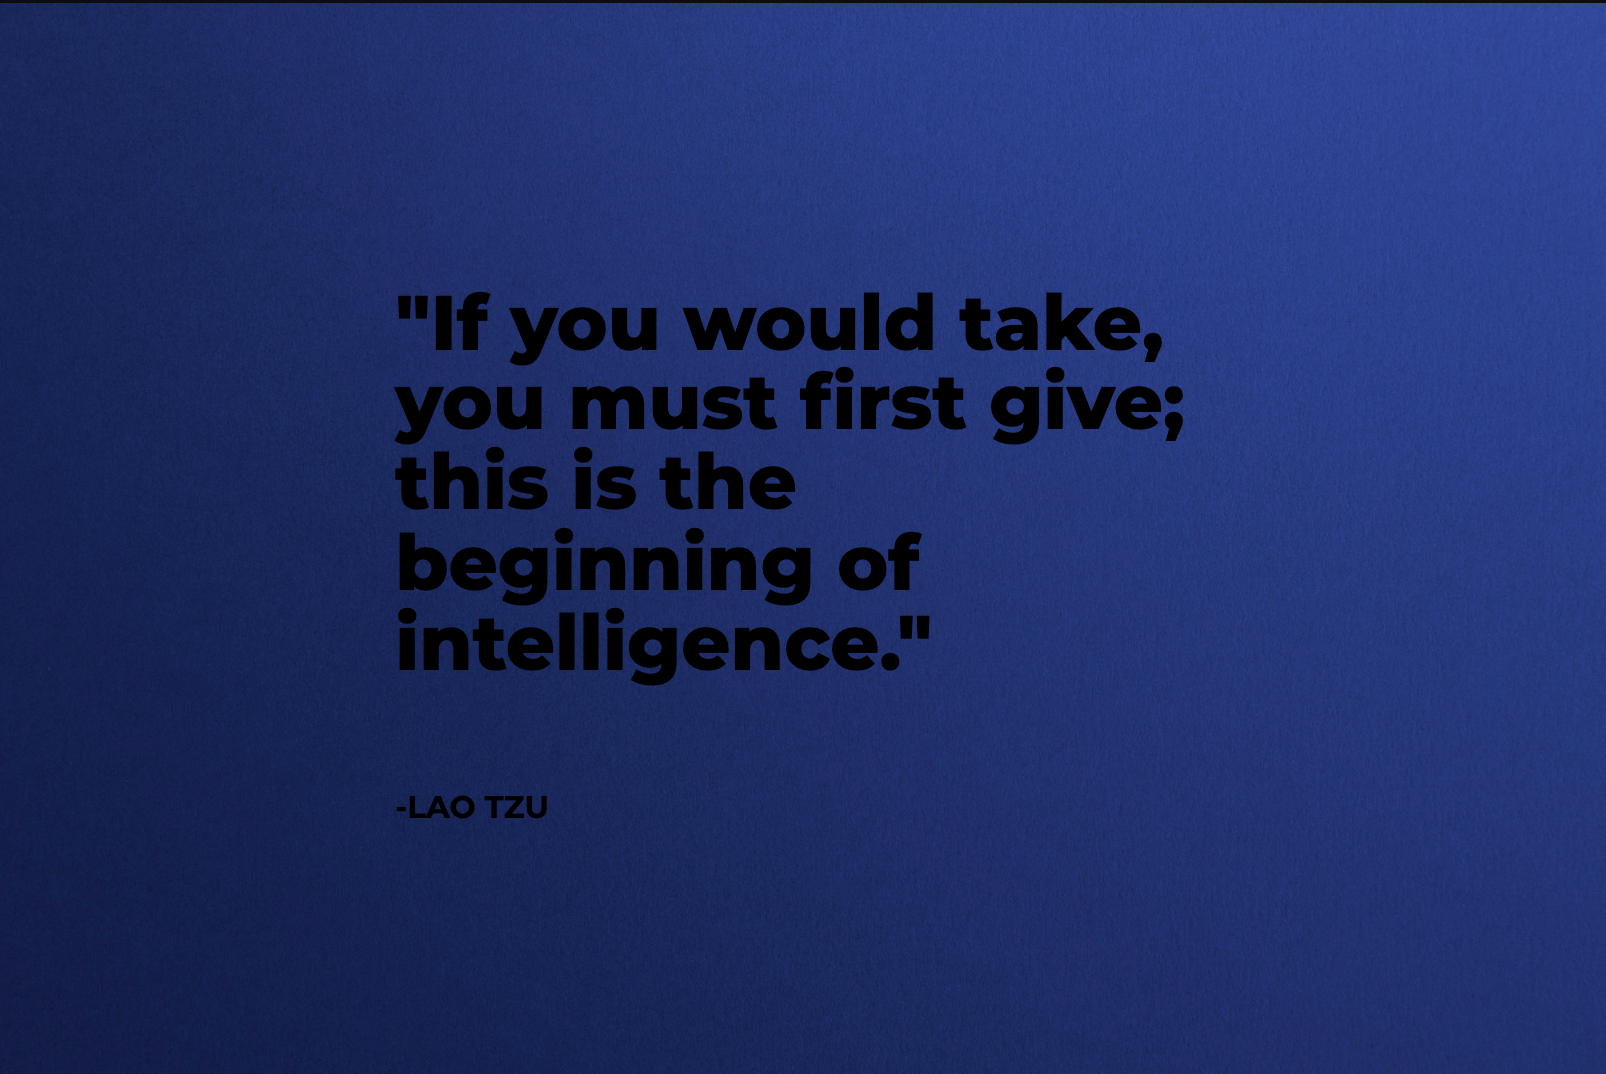 "If you would take,
you must first give;
this is the
beginning of
intelligence."
-LAO TZU